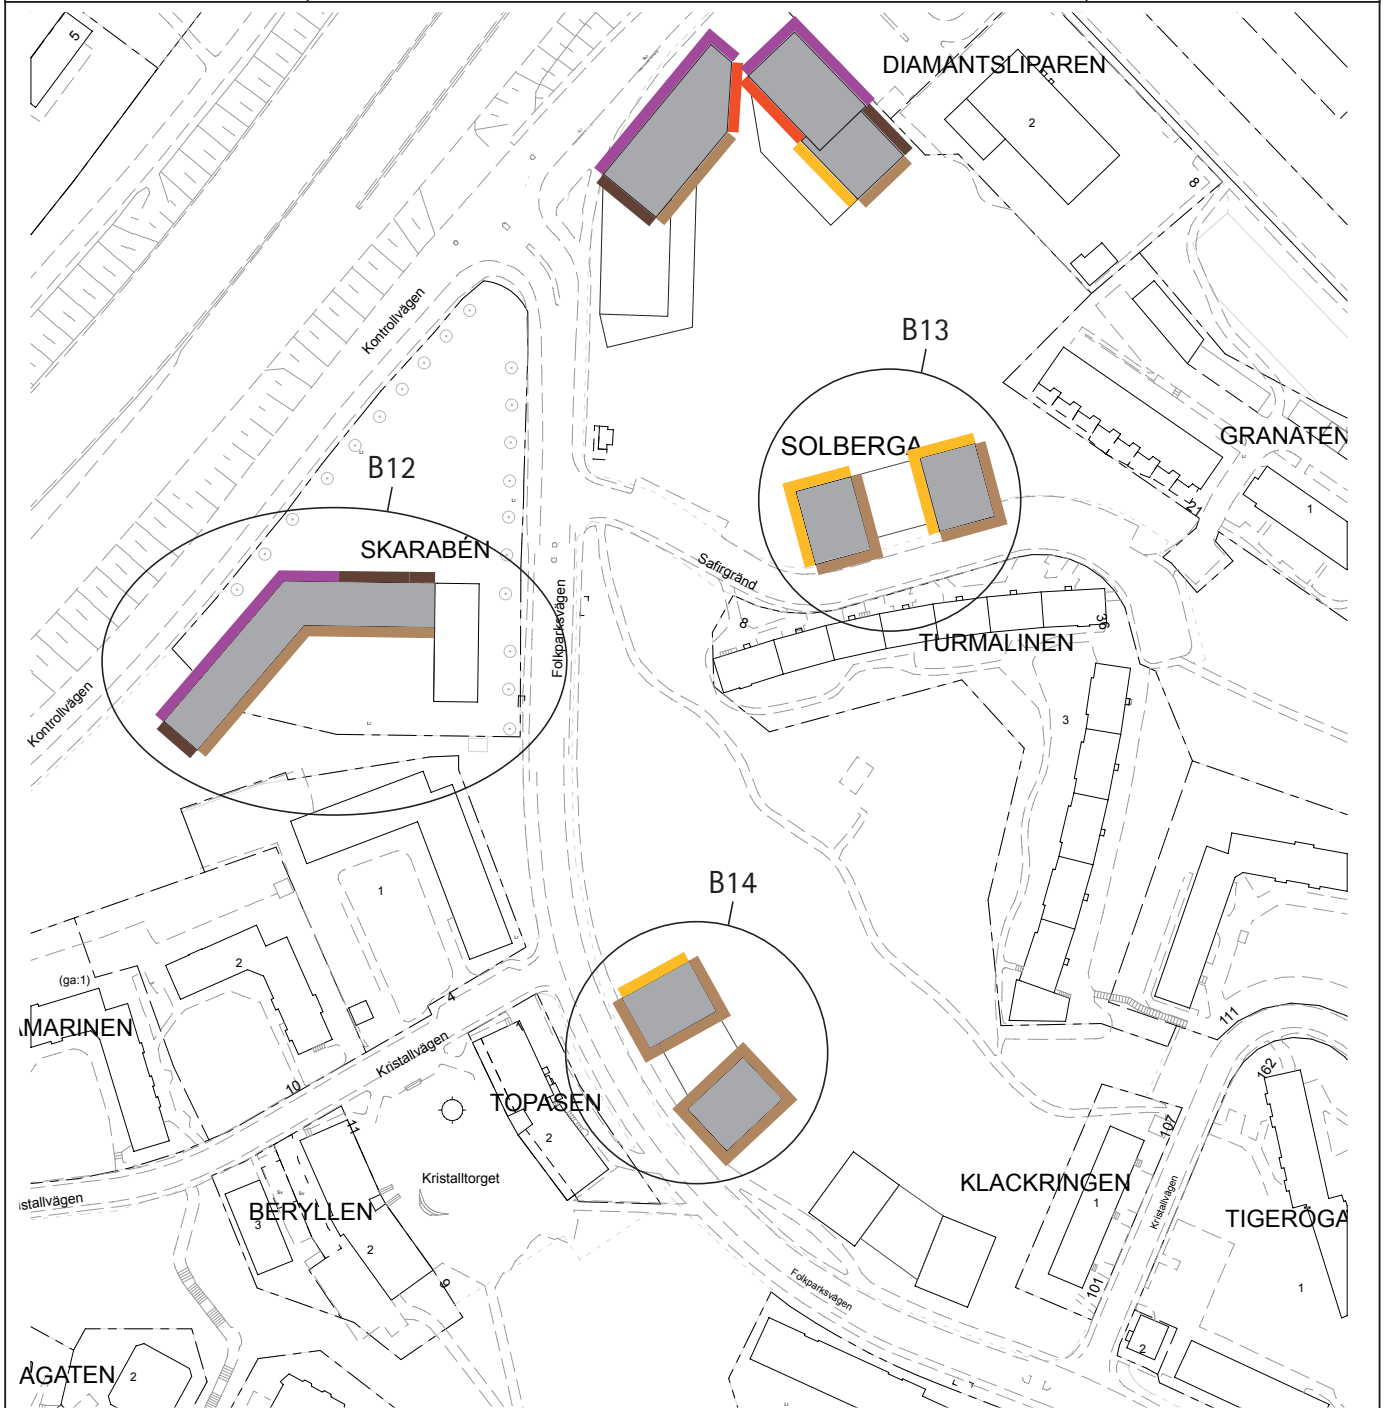 5
DIAMANTSLIPAREN
2
8
Kontrollvägen
B13
SOLBERGA
GRANATEN
B12
21
1
SKARABÉN
Safirgränd
Folkparksvägen
8
36
TURMALINEN
Kontrollvägen
3
B14
1
2
(ga:1)
4
111
AMARINEN
Kristallvägen
1
162
10
TOPASEN
11
2
107
Kristalltorget
KLACKRINGEN
1
Kristallvägen
istallvägen
BERYLLEN
3
TIGERÖGA
2
9
Folkparksvägen
101
1
2
AGATEN
2